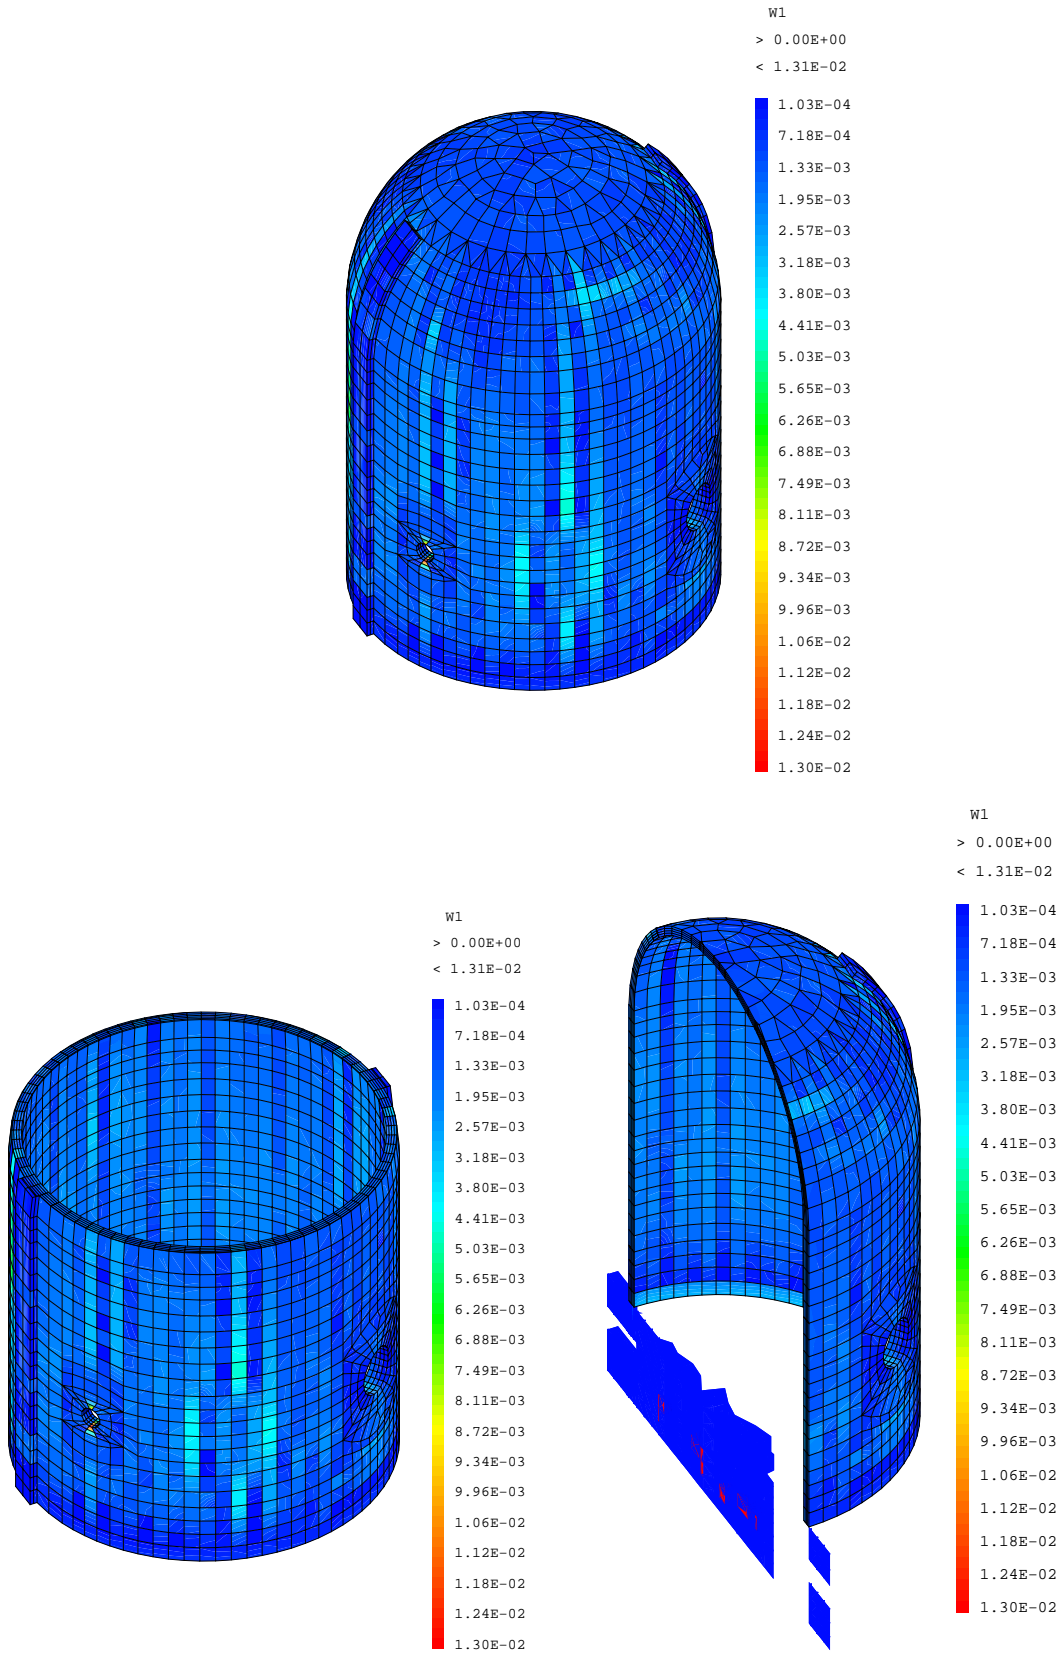 W1
> 0.00E+00
< 1.31E-02
1.03E-04
7.18E-04
1.33E-03
1.95E-03
2.57E-03
3.18E-03
3.80E-03
4.41E-03
5.03E-03
5.65E-03
6.26E-03
6.88E-03
7.49E-03
8.11E-03
8.72E-03
9.34E-03
9.96E-03
1.06E-02
1.12E-02
1.18E-02
1.24E-02
1.30E-02
W1
> 0.00E+00
< 1.31E-02
1.03E-04
7.18E-04
1.33E-03
1.95E-03
2.57E-03
3.18E-03
3.80E-03
4.41E-03
5.03E-03
5.65E-03
6.26E-03
6.88E-03
7.49E-03
8.11E-03
8.72E-03
9.34E-03
9.96E-03
1.06E-02
1.12E-02
1.18E-02
1.24E-02
1.30E-02
W1
> 0.00E+00
< 1.31E-02
1.03E-04
7.18E-04
1.33E-03
1.95E-03
2.57E-03
3.18E-03
3.80E-03
4.41E-03
5.03E-03
5.65E-03
6.26E-03
6.88E-03
7.49E-03
8.11E-03
8.72E-03
9.34E-03
9.96E-03
1.06E-02
1.12E-02
1.18E-02
1.24E-02
1.30E-02